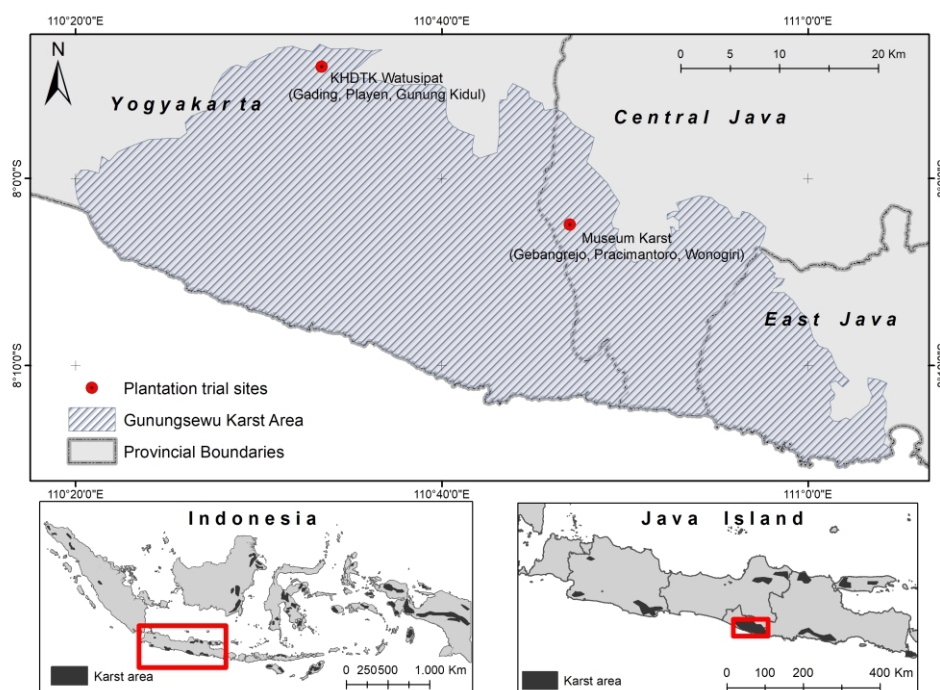 110°20'0"E 110°40'0"E 111°0'0"E
N
0 5 10 20 Km
KHDTK Watusipat
(Gading, Playen, Gunung Kidul)
Yogyakarta
Central Java
8°0'0"S
Museum Karst
(Gebangrejo, Pracimantoro, Wonogiri)
East Java
8°10'0"S
Plantation trial sites
Gunungsewu Karst Area
Provincial Boundaries
110°20'0"E 110°40'0"E 111°0'0"E
Indonesia
Karst area
0 250500 1.000 Km
Java Island
Karst area
0 100 200 400 Km